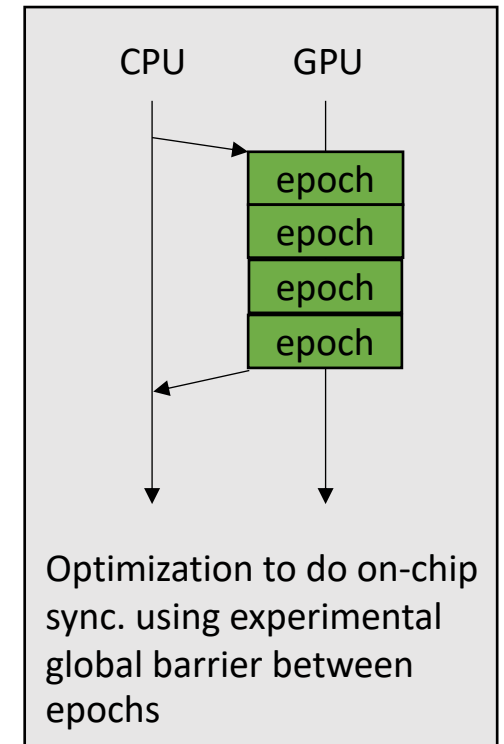 CPU GPU
epoch
epoch
epoch
epoch
Optimization to do on-chip
sync. using experimental
global barrier between
epochs